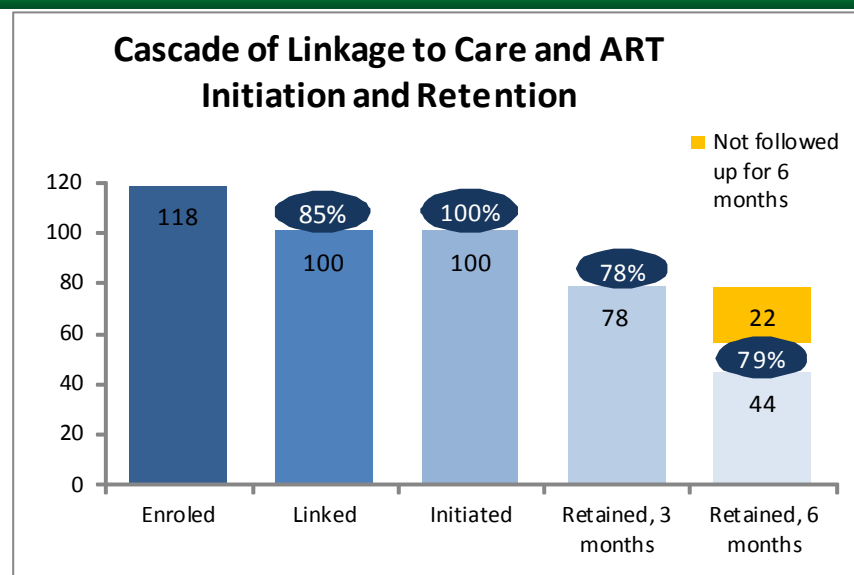 Cascade of Linkage to Care and ART
Initiation and Retention
Not followed
up for 6
months
120
100
80
60
40
20
0
118
85%
100
100%
100
78%
78
22
79%
44
Enroled
Linked
Initiated
Retained, 3
months
Retained, 6
months